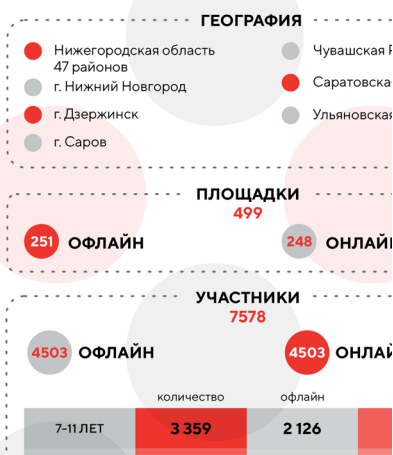 ГЕОГРАФИЯ
Нижегородская область
47 районов
г. Нижний Новгород
г. Дзержинск
г. Саров
Чувашская
Саратовска
Ульяновская
ПЛОЩАДКИ
499
251 ОФЛАЙН
248 ОНЛАЙ
УЧАСТНИКИ
7578
4503 ОФЛАЙН
4503 ОНЛА
количество офлайн
7-11 ЛЕТ 3 359 2 126